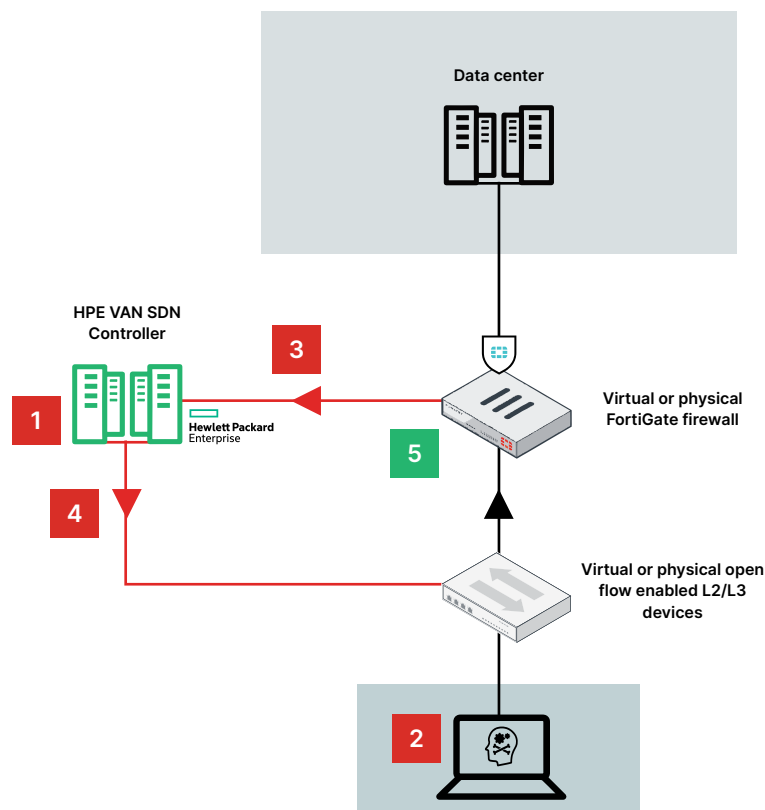 Data center
HPE VAN SDN
Controller
3
1
Hewlett Packard
Enterprise
Virtual or physical
FortiGate firewall
5
4
Virtual or physical open
flow enabled L2/L3
devices
2